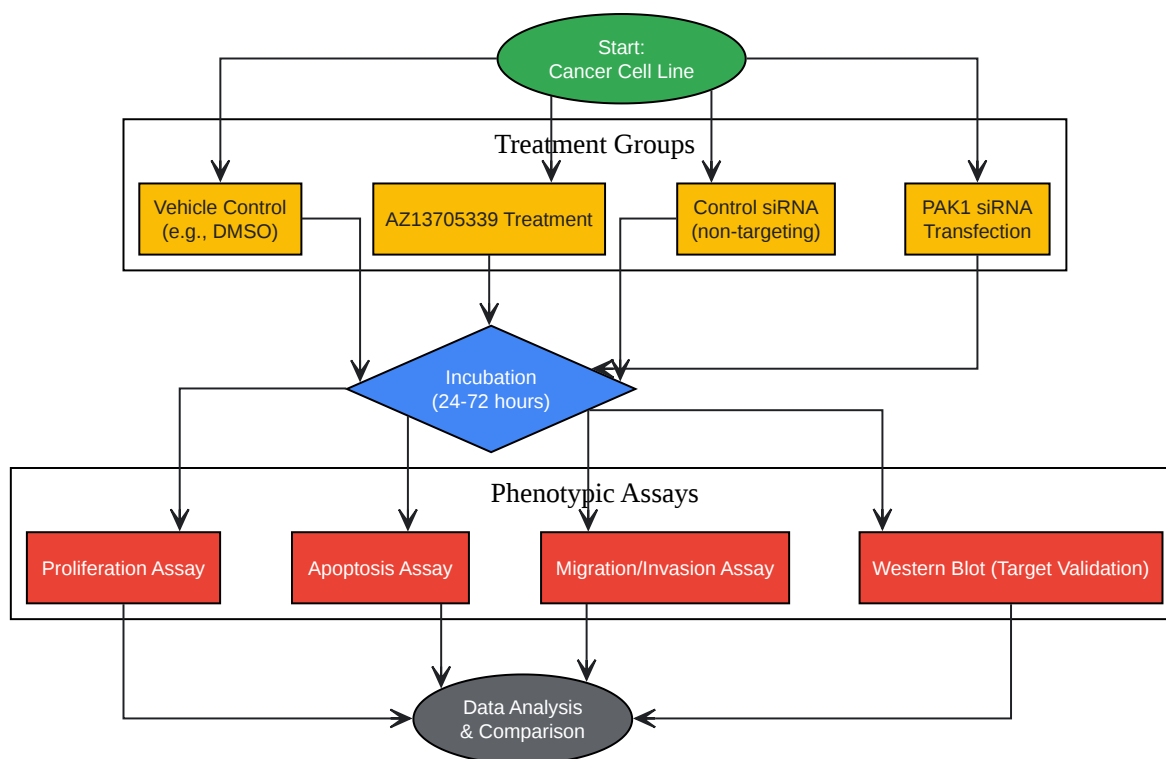 Start:
Cancer Cell Line
Treatment Groups
Vehicle Control
(e.g., DMSO)
AZ13705339 Treatment
Control siRNA
(non-targeting)
PAK1 siRNA
Transfection
Incubation
(24-72 hours)
Phenotypic Assays
Proliferation Assay
Apoptosis Assay
Migration/Invasion Assay
Western Blot (Target Validation)
Data Analysis
& Comparison